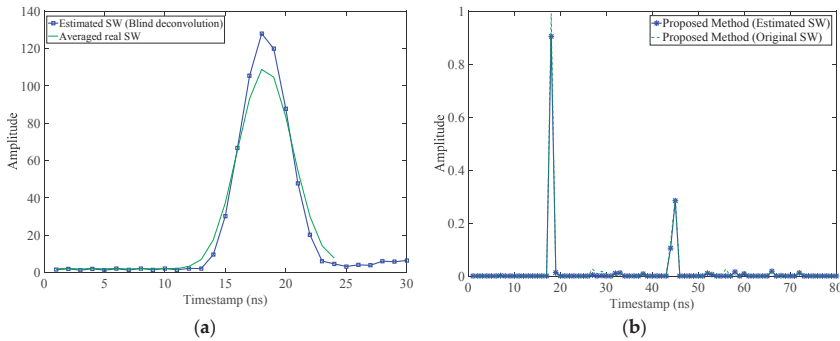 140
120
100
80
60
40
20
0
Amplitude
0 5 10 15 20 25 30
Timestamp (ns)
Estimated SW (Blind deconvolution)
Averaged real SW
(a)
1
0.8
0.6
0.4
0.2
0
Amplitude
0 10 20 30 40 50 60 70 80
Timestamp (ns)
Proposed Method (Estimated SW)
Proposed Method (Original SW)
(b)